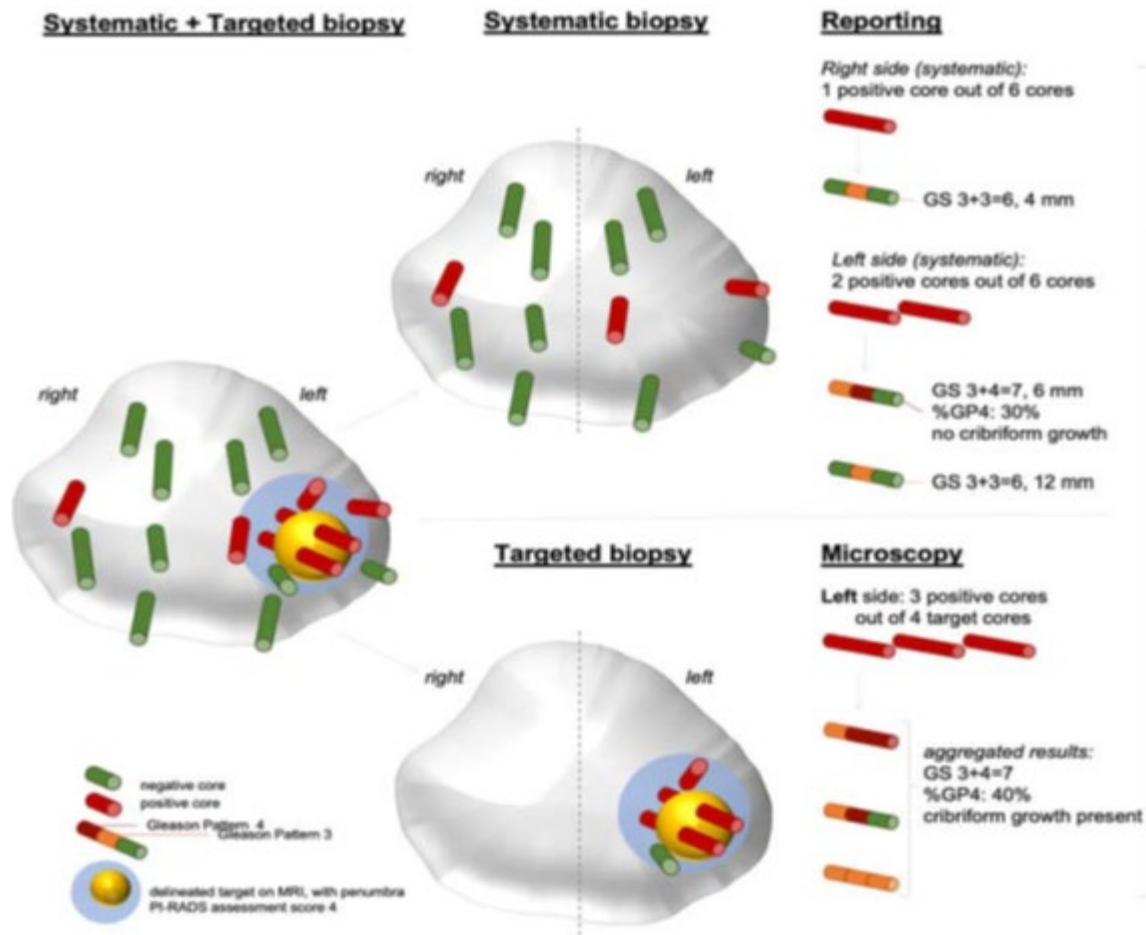 Systematic + Targeted biopsy
right
left
negative core
positive core
Gleason Pattern 4
Gleason Pattern 3
delineated target on MRI, with penumbra
PI-RADS assessment score 4
Systematic biopsy
right
left
Targeted biopsy
right
left
Reporting
Right side (systematic):
1 positive core out of 6 cores
GS 3+3=6, 4 mm
Left side (systematic):
2 positive cores out of 6 cores
GS 3+4=7, 6 mm
%GP4: 30%
no cribriform growth
GS 3+3=6, 12 mm
Microscopy
Left side: 3 positive cores
out of 4 target cores
aggregated results:
GS 3+4=7
%GP4: 40%
cribriform growth present